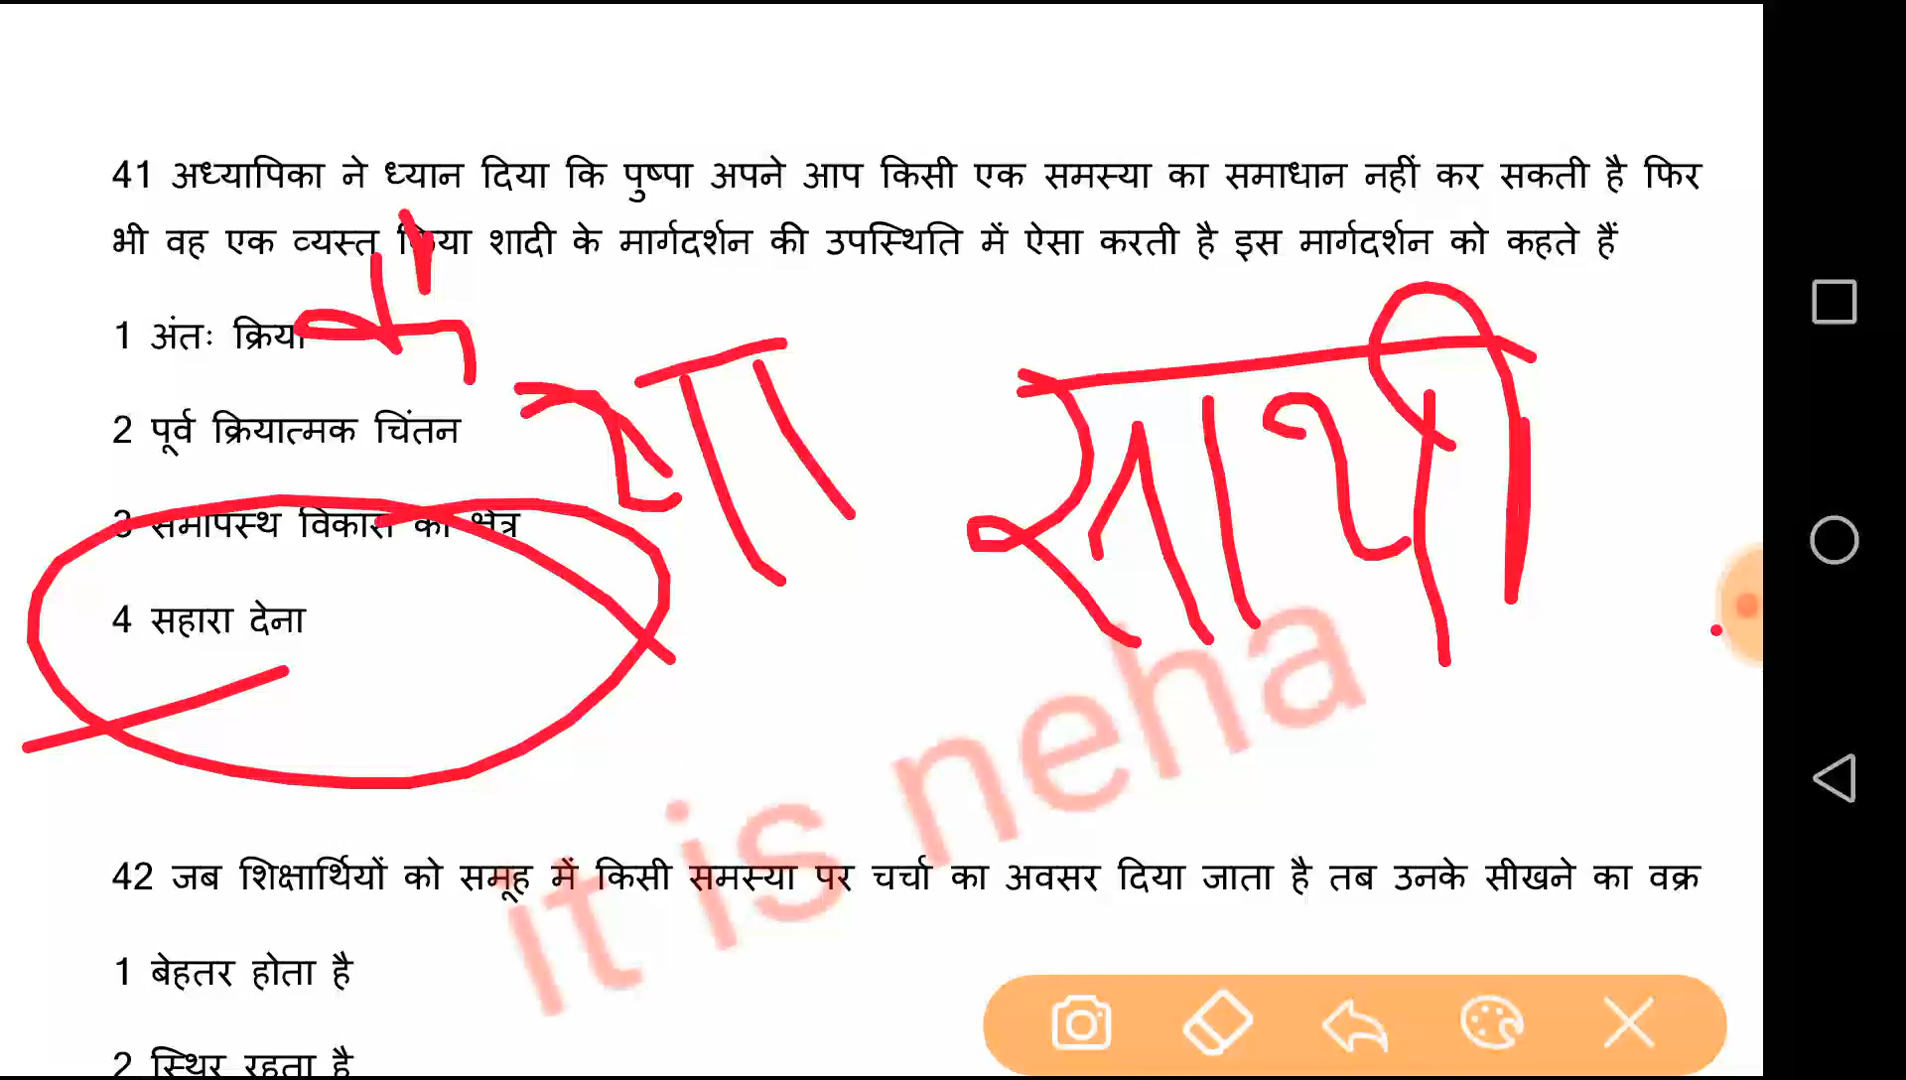 41 अध्यापिका ने ध्यान दिया कि पुष्पा अपने आप किसी एक समस्या का समाधान नहीं कर सकती है फिर
भी वह एक व्यस्त किया शादी के मार्गदर्शन की उपस्थिति में ऐसा करती है इस मार्गदर्शन को कहते हैं
1 अंतः क्रिया
2 पूर्व क्रियात्मक चिंतन
या साथी
3 समीपस्थ विकास का क्षेत्र
4 सहारा देना
it is neha
42 जब शिक्षार्थियों को समूह में किसी समस्या पर चर्चा का अवसर दिया जाता है तब उनके सीखने का वक्र
1 बेहतर होता है
2 स्थिर रहता है